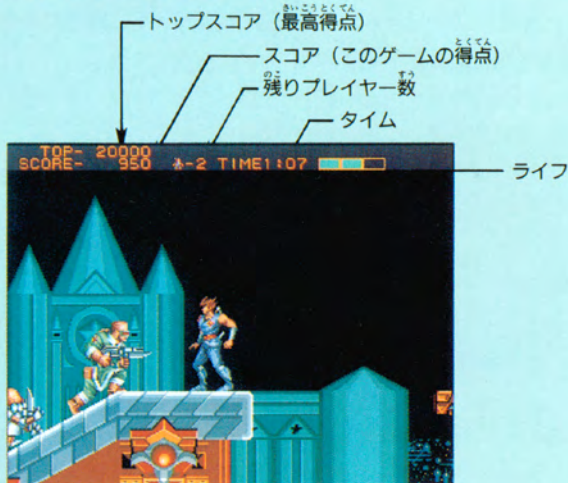 トップスコア（最高得点）
スコア（このゲームの得点）
残りプレイヤー数
タイム
TOP- 20000
SCORE- 950 -2 TIME1:07
ライフ